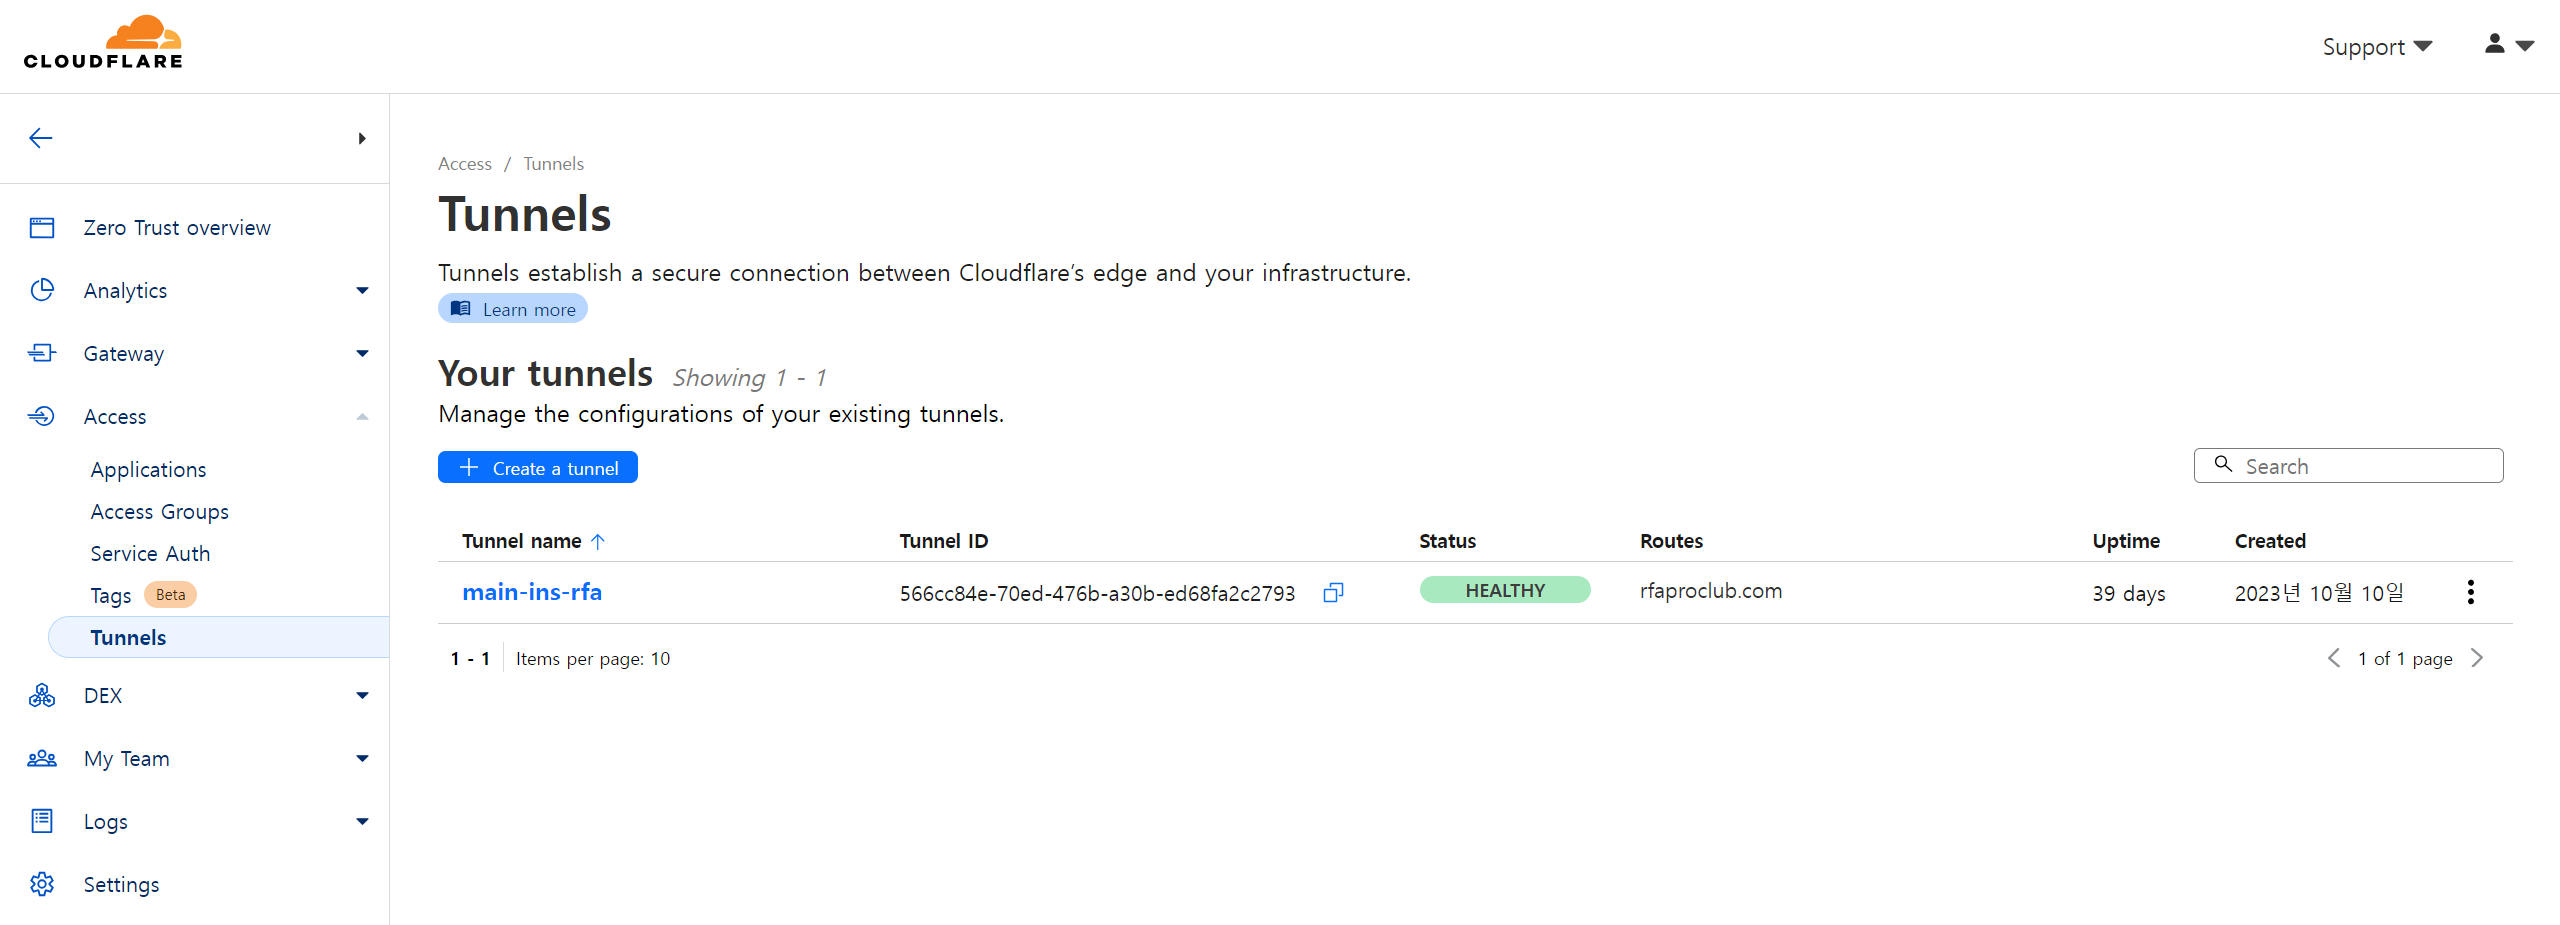 CLOUDFLARE
Support
Zero Trust overview
Analytics
Gateway
Access
Applications
Access Groups
Service Auth
Tags Beta
Tunnels
DEX
My Team
Logs
Settings
Access / Tunnels
Tunnels
Tunnels establish a secure connection between Cloudflare’s edge and your infrastructure.
Learn more
Your tunnels Showing 1 - 1
Manage the configurations of your existing tunnels.
Create a tunnel
Search
Tunnel name Tunnel ID Status Routes Uptime Created
main-ins-rfa 566cc84e-70ed-476b-a30b-ed68fa2c2793 HEALTHY rfaproclub.com 39 days 2023년 10월 10일
1 - 1 Items per page: 10 1 of 1 page